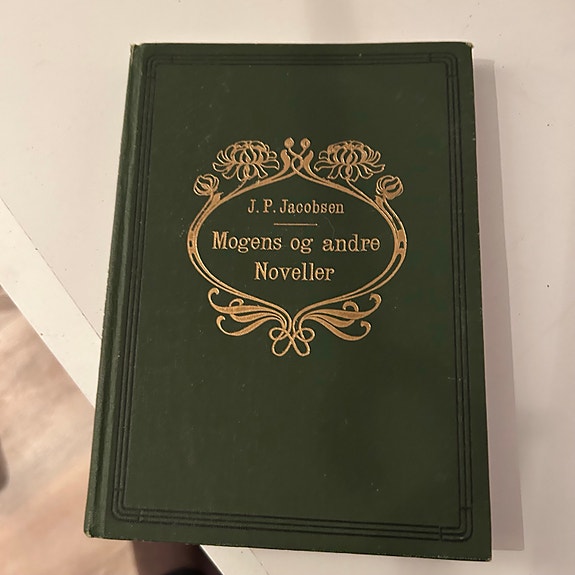 J. P. Jacobsen
Mogens og andre
Noveller